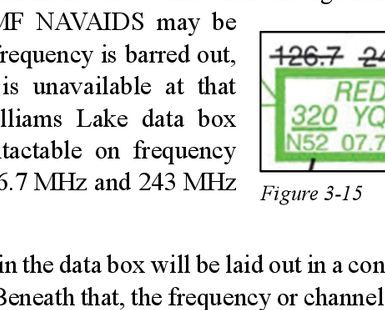 MF NAVAIDS may be
frequency is barred out,
is unavailable at that
lliams Lake data box
ntactable on frequency
6.7 MHz and 243 MHz
126.7 24
RED
320 YQ
N52 07.7
Figure 3-15
in the data box will be laid out in a con
Beneath that, the frequency or channel